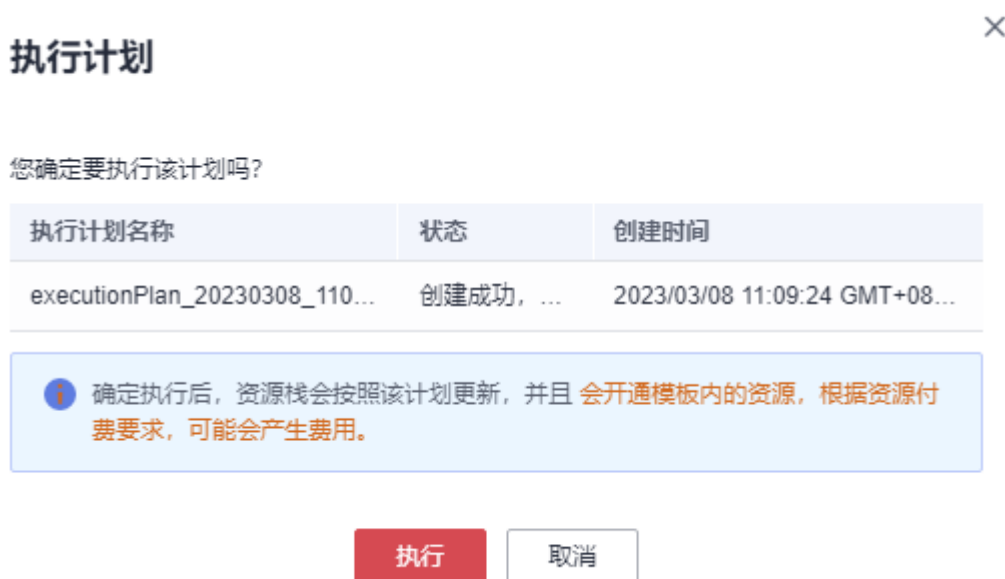 执行计划
您确定要执行该计划吗?
执行计划名称 状态 创建时间
executionPlan_20230308_110... 创建成功, ... 2023/03/08 11:09:24 GMT+08...
确定执行后,资源栈会按照该计划更新,并且 会开通模板内的资源,根据资源付
费要求,可能会产生费用。
执行 取消